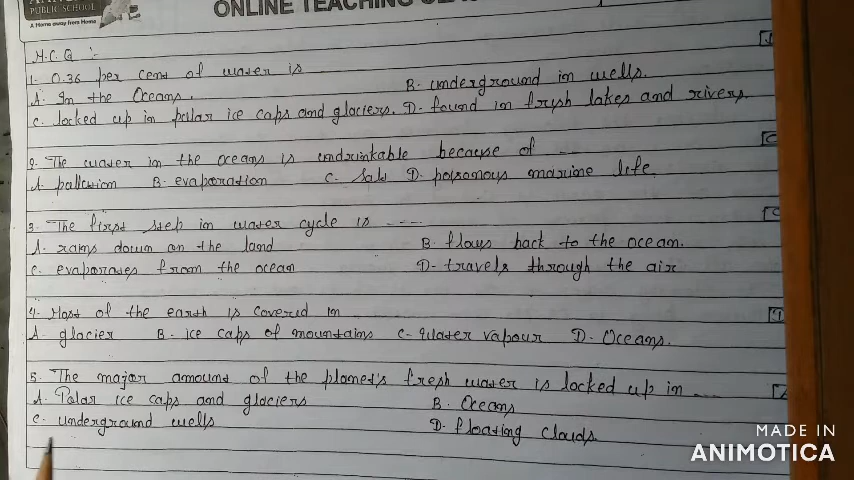 PUBLIC SCHOOL
A Home away from Home
ONLINE TEACHING
M.C.Q :-
1. 0.36 per cent of water is
A. In the Oceans. B. underground in wells.
C. locked up in polar ice caps and glaciers. D. found in fresh lakes and rivers.
2. The water in the oceans is undrinkable because of
A. pollution B. evaporation C. Salt D. poisonous marine life
3. The first step in water cycle is ----
A. rains down on the land B. flows back to the ocean.
C. evaporates from the ocean D. travels through the air
4. Most of the earth is covered in
A. glacier B. ice caps of mountains C. Water vapour D. Oceans.
5. The major amount of the planet's fresh water is locked up in ---
A. Polar ice caps and glaciers B. Oceans
C. underground wells D. floating clouds
MADE IN
ANIMOTICA